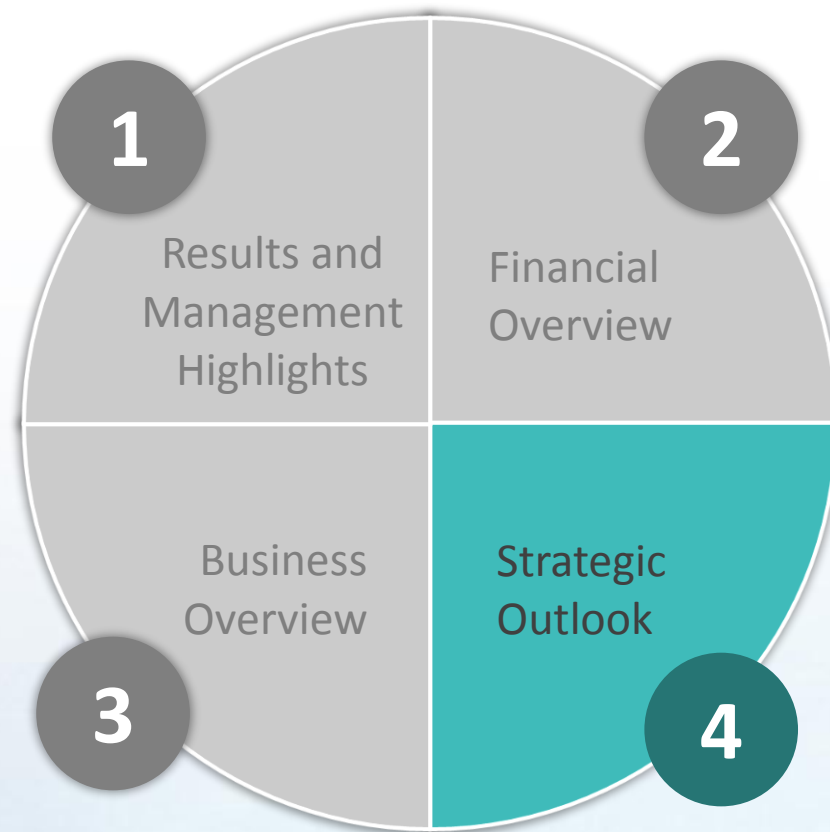 1
Results and
Management
Highlights
2
Financial
Overview
3
Business
Overview
4
Strategic
Outlook